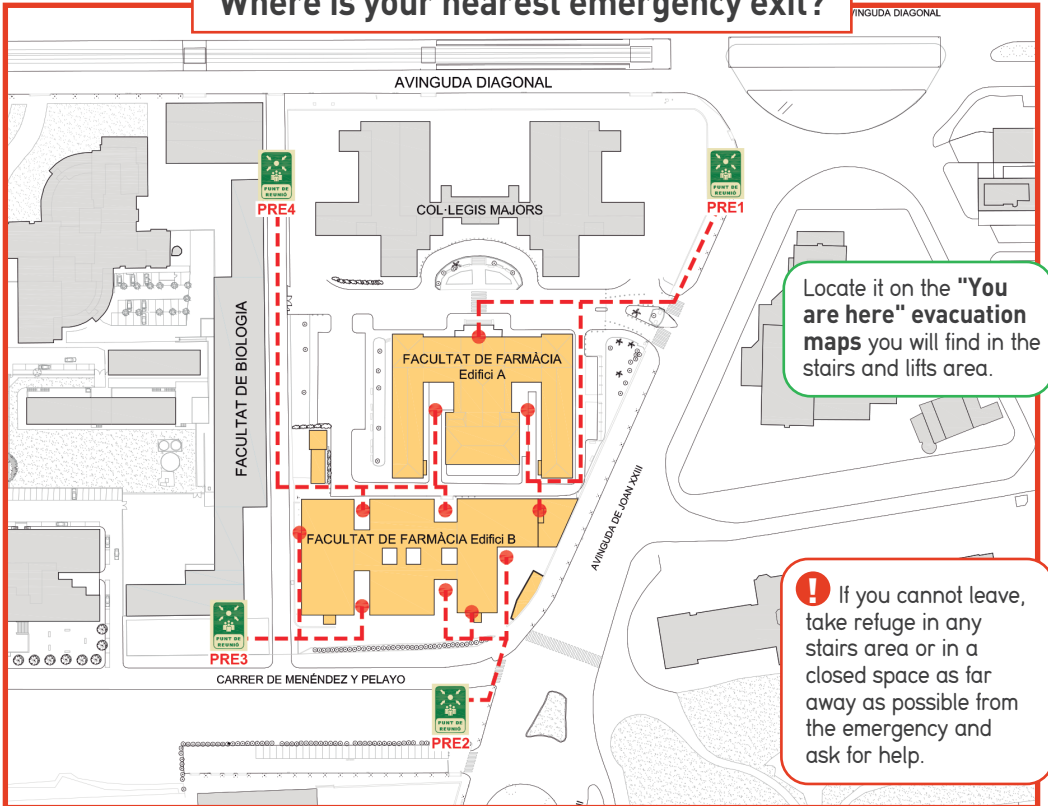 Where is your nearest emergency exit?
AVINGUDA DIAGONAL
AVINGUDA DIAGONAL
PUNT DE
REUNIÓ
PRE4
COL·LEGIS MAJORS
PUNT DE
REUNIÓ
PRE1
Locate it on the "You
are here" evacuation
maps you will find in the
stairs and lifts area.
FACULTAT DE BIOLOGIA
FACULTAT DE FARMÀCIA
Edifici A
AVINGUDA DE JOAN XXIII
FACULTAT DE FARMÀCIA Edifici B
! If you cannot leave,
take refuge in any
stairs area or in a
closed space as far
away as possible from
the emergency and
ask for help.
PUNT DE
REUNIÓ
PRE3
CARRER DE MENÉNDEZ Y PELAYO
PUNT DE
REUNIÓ
PRE2